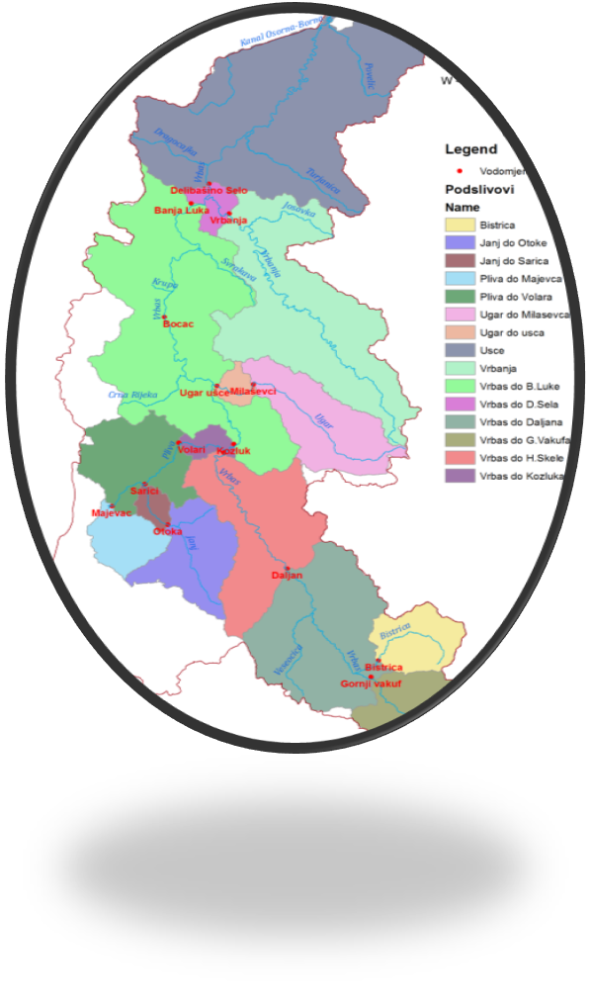 Kanal Osorna-Borna
Povelic
W
Dragocajka
Vrbas
Turjanica
Delibasino Selo
Banja Luka
Vrbanja
Josavka
Vrbanja
Svrakava
Krupa
Vrbas
Bocac
Crna Rijeka
Ugar usce
Milasevci
Ugar
Pliva
Volari
Kozluk
Vrbas
Sarici
Majevac
Otoka
Janj
Daljan
Bistrica
Vrbas
Bistrica
Gornji vakuf
Legend
Vodomjer
Podslivovi
Name
Bistrica
Janj do Otoke
Janj do Sarica
Pliva do Majevca
Pliva do Volara
Ugar do Milasevca
Ugar do usca
Usce
Vrbanja
Vrbas do B.Luke
Vrbas do D.Sela
Vrbas do Daljana
Vrbas do G.Vakufa
Vrbas do H.Skele
Vrbas do Kozluka